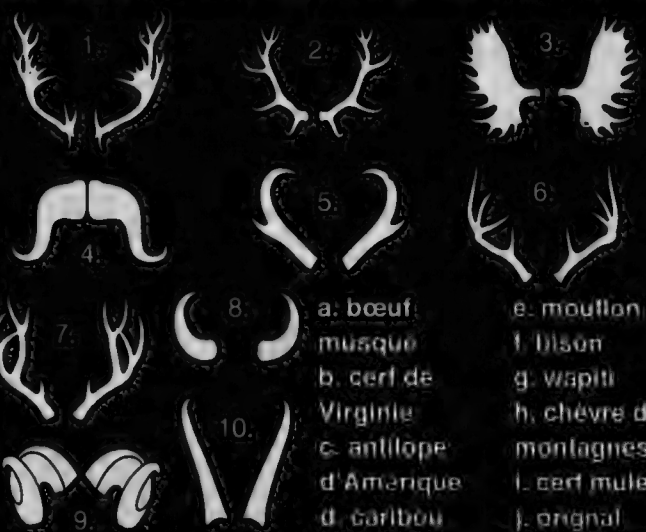 1.
2.
3.
4.
5.
6.
7.
8.
9.
10.
a: bœuf
musqué
b. cerf de
Virginie
c- antilope
d'Amérique
d. caribou
e. mouflon
f. bison
g. wapiti
h. chèvre d
montagnes
i. cerf mule
j. orignal